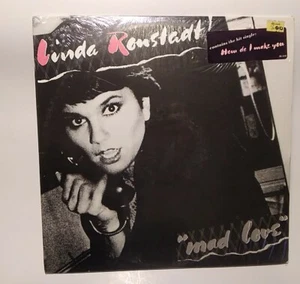 Linda Ronstadt
contains the hit single:
How do I make you
"mad love"